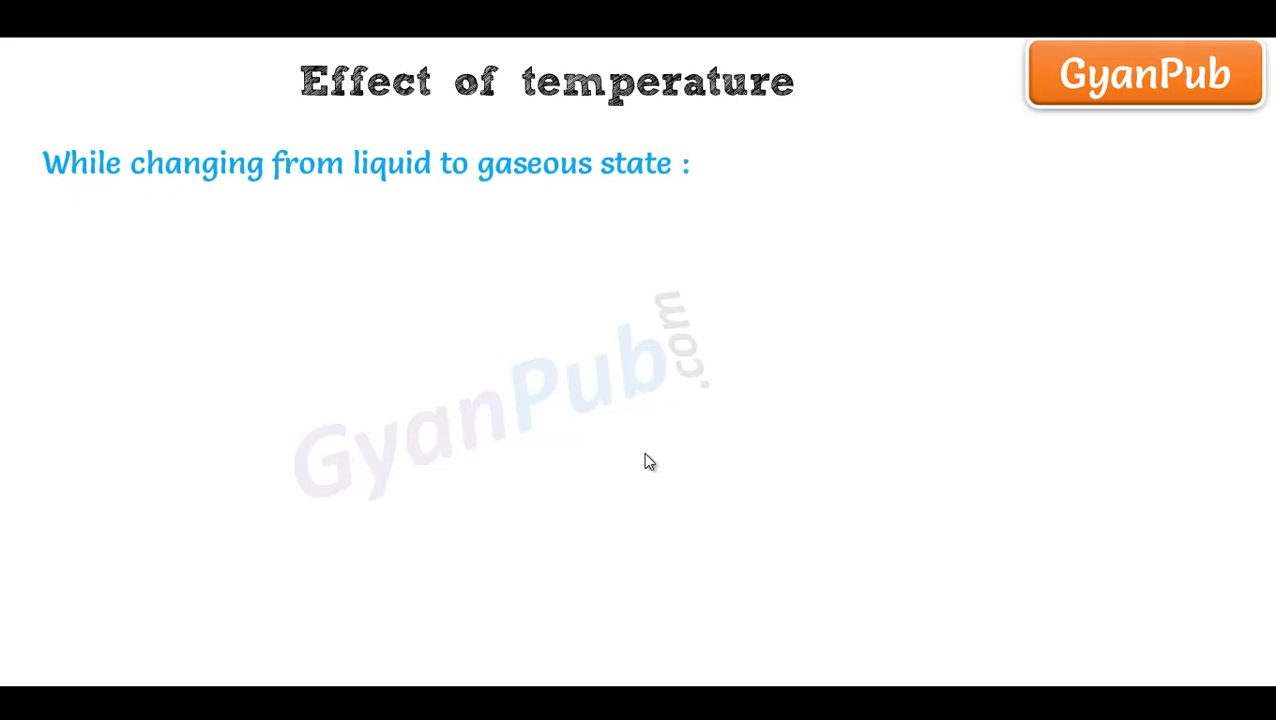 Effect of temperature
GyanPub
While changing from liquid to gaseous state :
GyanPub.com